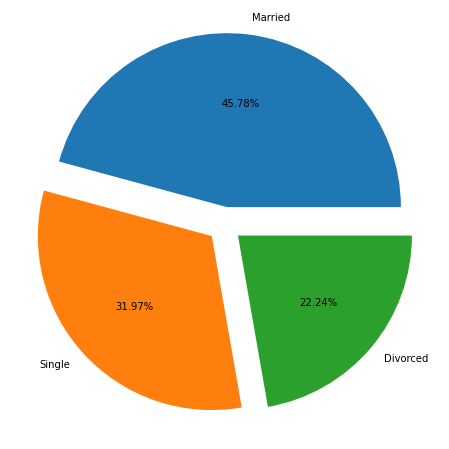 Married
45.78%
31.97%
22.24%
Single
Divorced